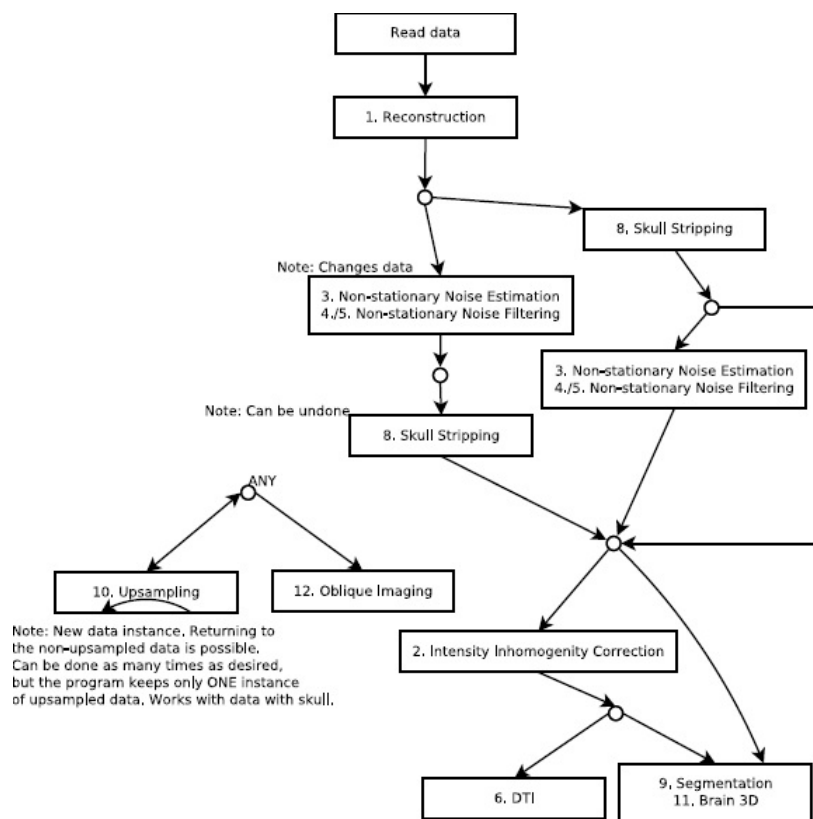 Read data
1. Reconstruction
8. Skull Stripping
Note: Changes data
3. Non-stationary Noise Estimation
4./5. Non-stationary Noise Filtering
3. Non-stationary Noise Estimation
4./5. Non-stationary Noise Filtering
Note: Can be undone
8. Skull Stripping
ANY
10. Upsampling
12. Oblique Imaging
Note: New data instance. Returning to
the non-upsampled data is possible.
Can be done as many times as desired,
but the program keeps only ONE instance
of upsampled data. Works with data with skull.
2. Intensity Inhomogenity Correction
6. DTI
9. Segmentation
11. Brain 3D